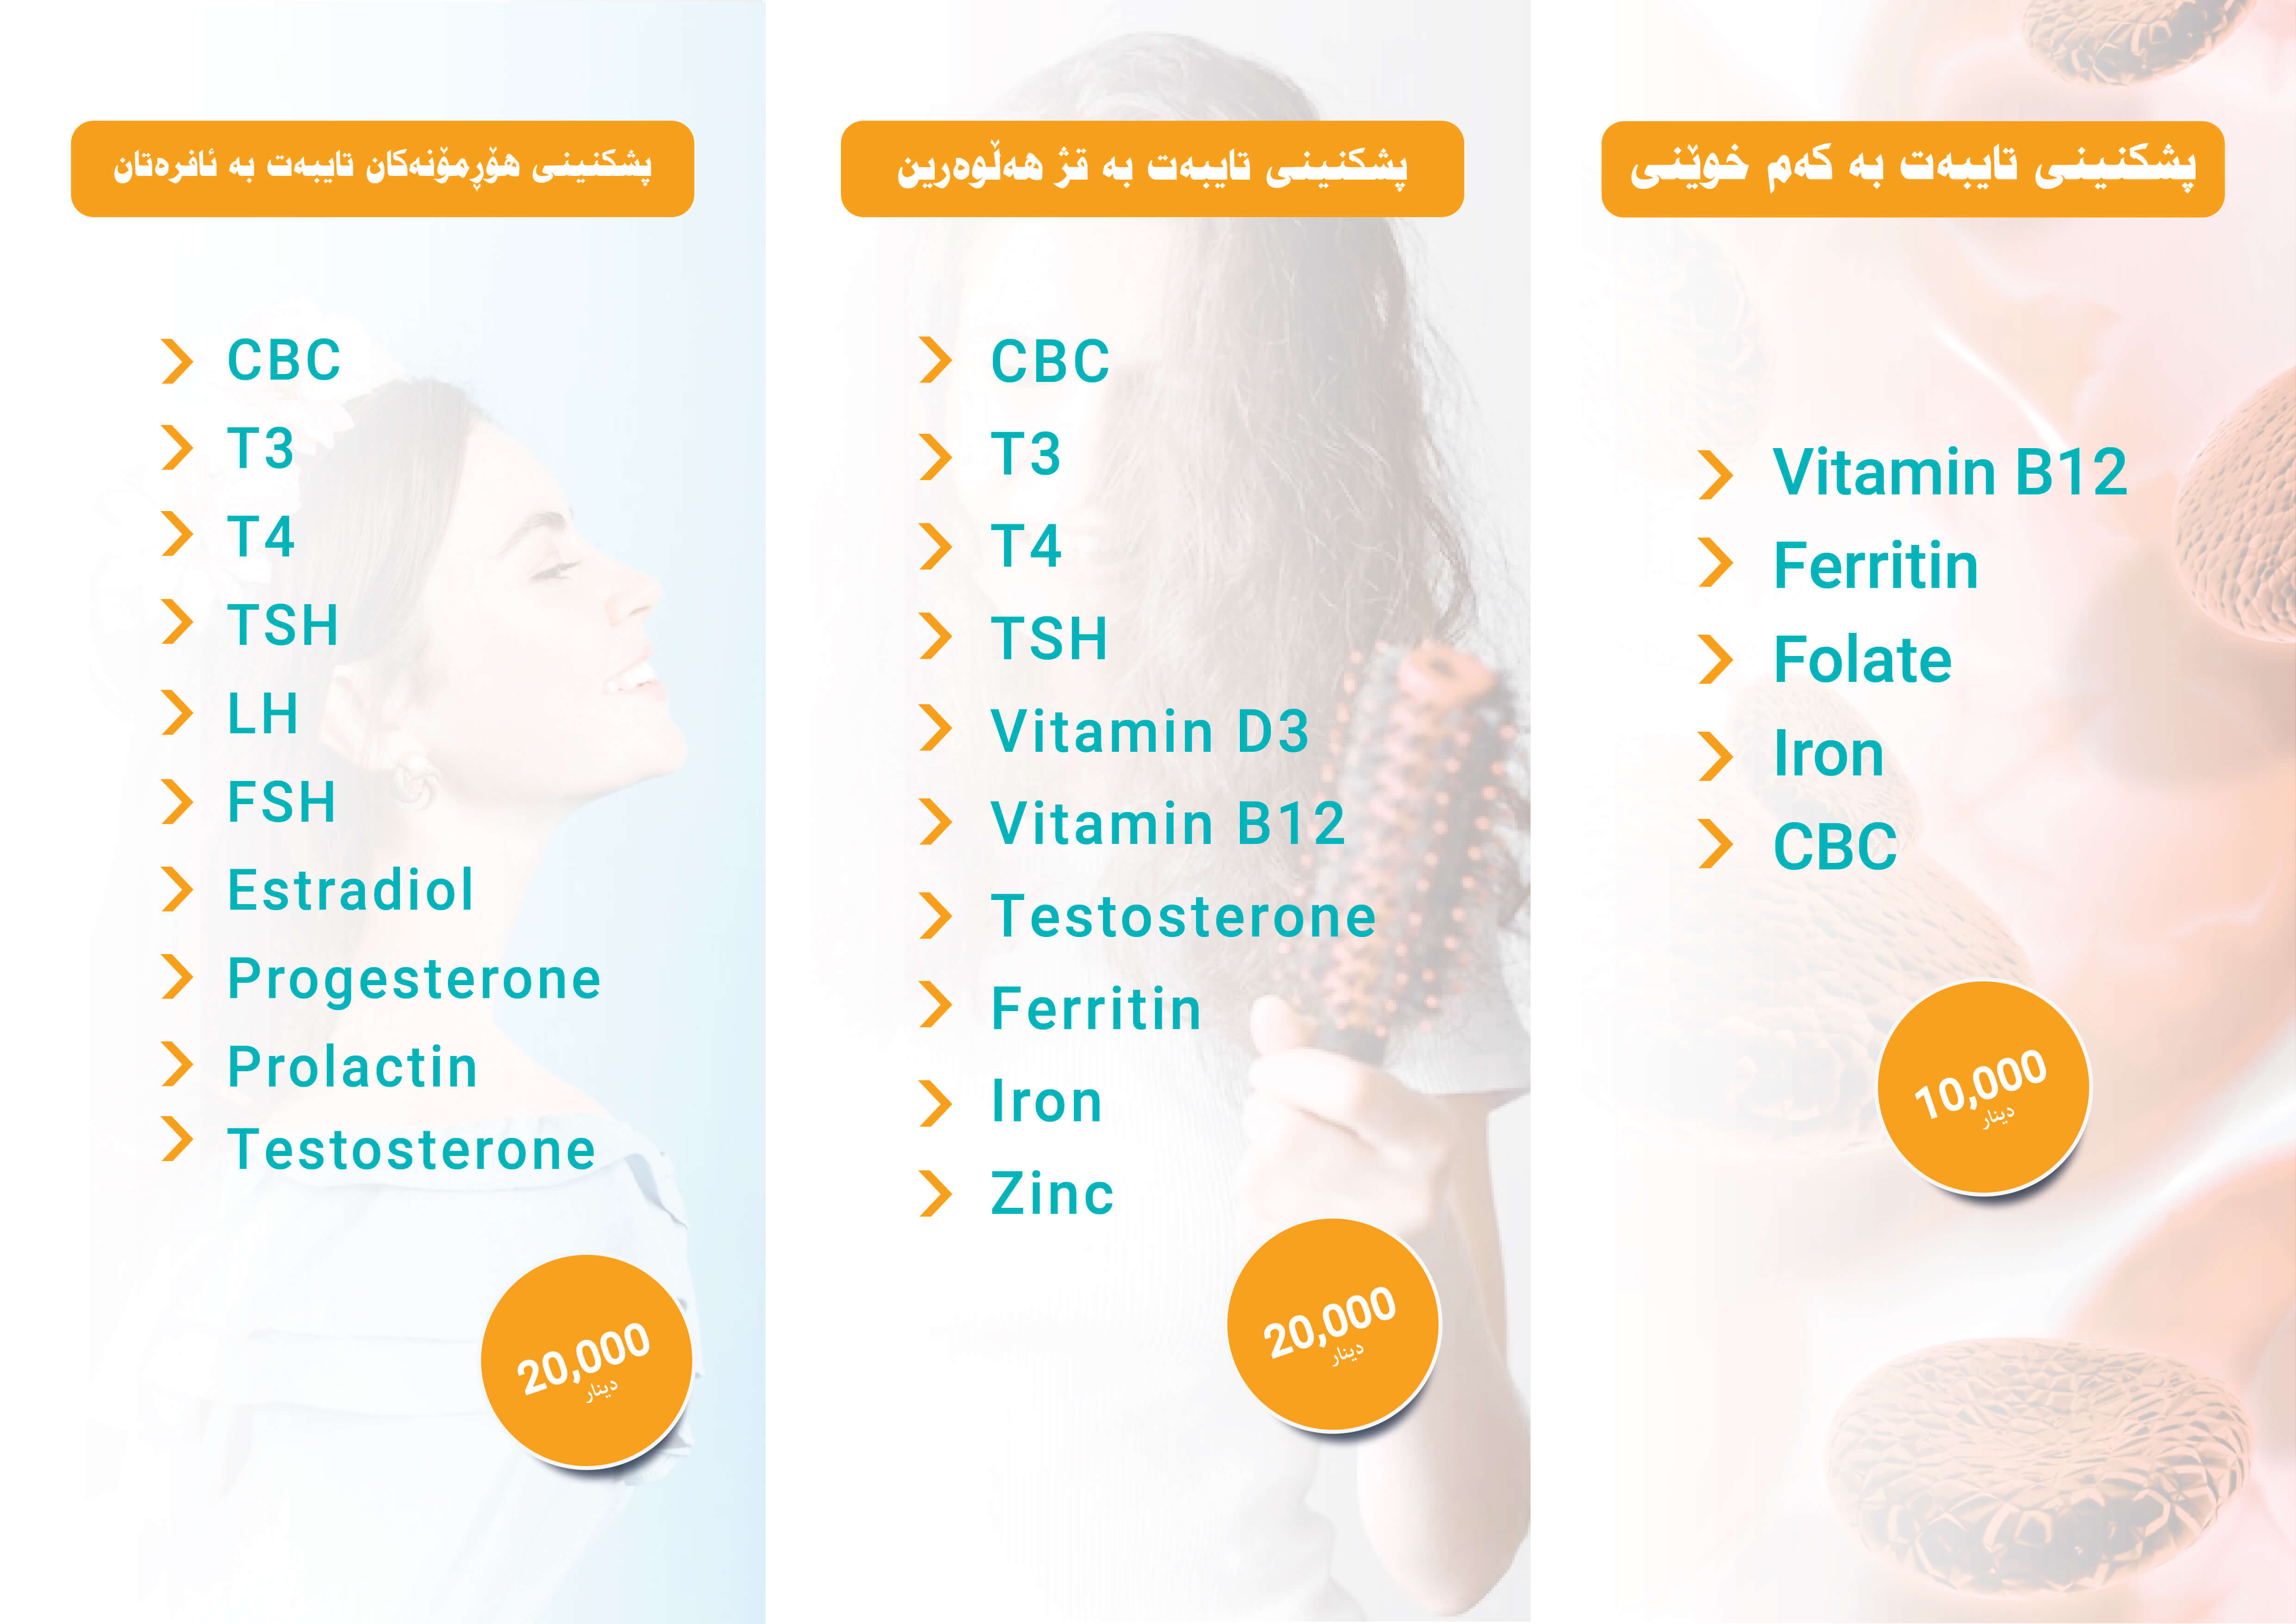 پشکنینی هۆڕمۆنەکان تایبەت بە ئافرەتان
CBC
T3
T4
TSH
LH
FSH
Estradiol
Progesterone
Prolactin
Testosterone
20,000
دینار
پشکنینی تایبەت بە قژ هەڵوەرین
CBC
T3
T4
TSH
Vitamin D3
Vitamin B12
Testosterone
Ferritin
Iron
Zinc
20,000
دینار
پشکنینی تایبەت بە کەم خوێنی
Vitamin B12
Ferritin
Folate
Iron
CBC
10,000
دینار